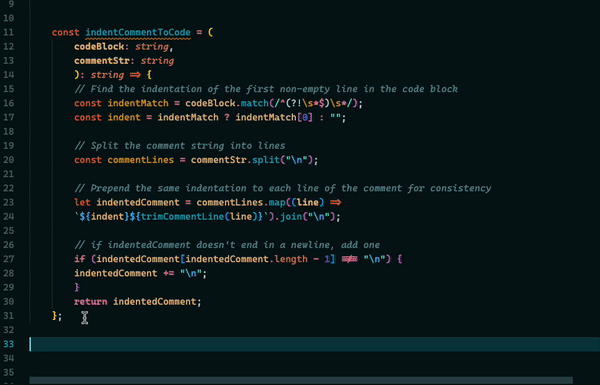 9
10
11 const indentCommentToCode = (
12 codeBlock: string,
13 commentStr: string
14 ): string => {
15 // Find the indentation of the first non-empty line in the code block
16 const indentMatch = codeBlock.match(/^(?!\s*$)\s*/);
17 const indent = indentMatch ? indentMatch[0] : "";
18
19 // Split the comment string into lines
20 const commentLines = commentStr.split("\n");
21
22 // Prepend the same indentation to each line of the comment for consistency
23 let indentedComment = commentLines.map((line) =>
24 `${indent}${trimCommentLine(line)}`).join("\n");
25
26 // if indentedComment doesn't end in a newline, add one
27 if (indentedComment[indentedComment.length - 1] !== "\n") {
28 indentedComment += "\n";
29 }
30 return indentedComment;
31 };
32
33
34
35